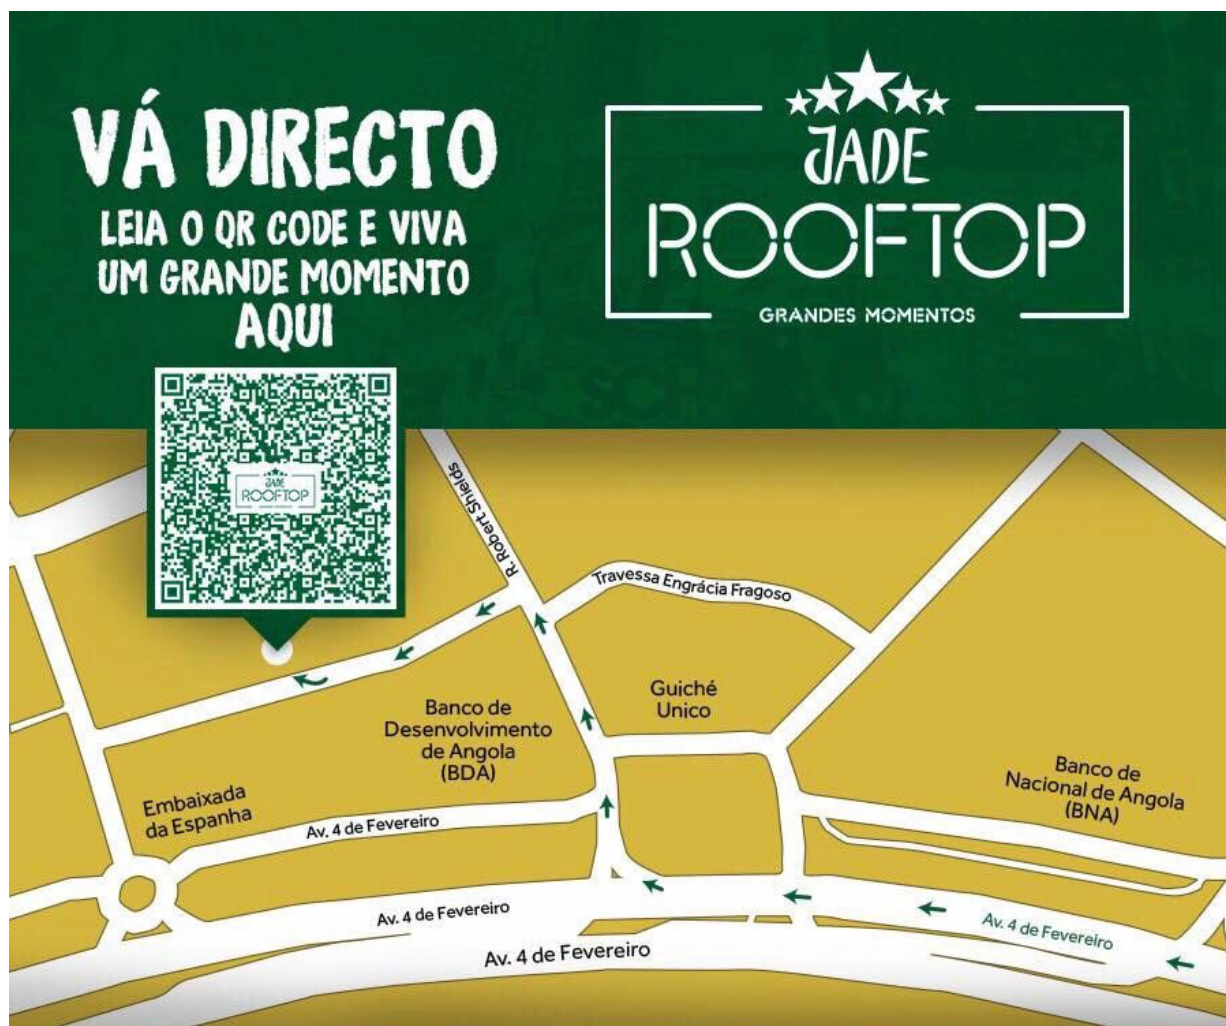 VÁ DIRECTO
LEIA O QR CODE E VIVA
UM GRANDE MOMENTO
AQUI
JADE
ROOFTOP
GRANDES MOMENTOS
JADE
ROOFTOP
R. Robert Shields
Travessa Engrácia Fragoso
Guiché
Unico
Banco de
Desenvolvimento
de Angola
(BDA)
Banco de
Nacional de Angola
(BNA)
Embaixada
da Espanha
Av. 4 de Fevereiro
Av. 4 de Fevereiro
Av. 4 de Fevereiro
Av. 4 de Fevereiro